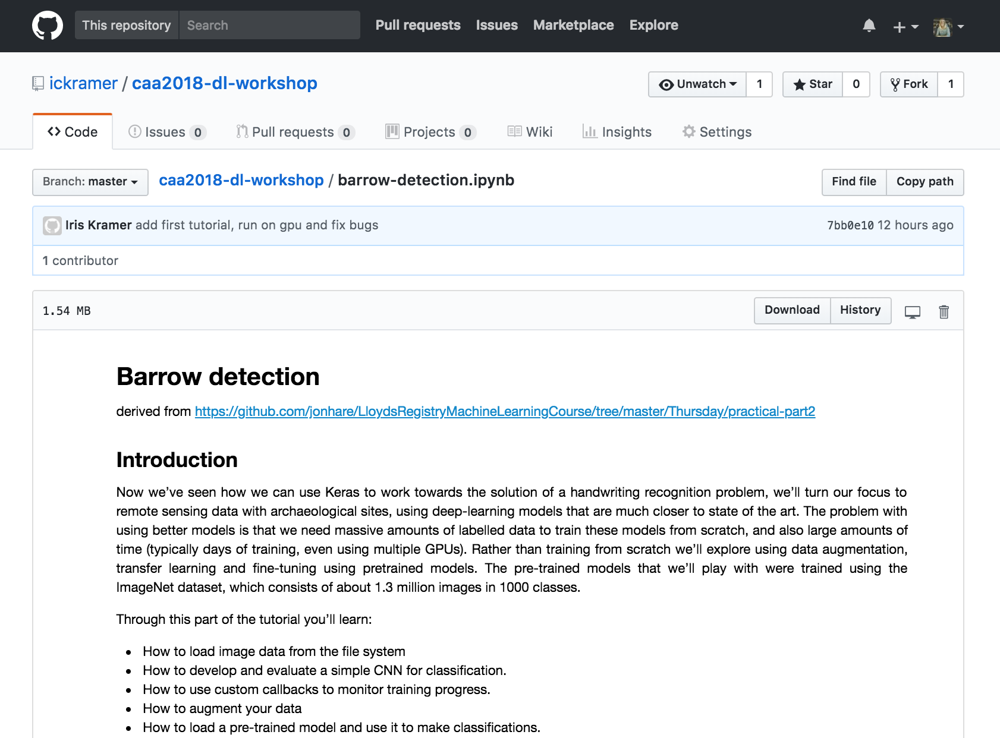 This repository Search Pull requests Issues Marketplace Explore
ickramer / caa2018-dl-workshop Unwatch 1 Star 0 Fork 1
Code Issues 0 Pull requests 0 Projects 0 Wiki Insights Settings
Branch: master caa2018-dl-workshop / barrow-detection.ipynb Find file Copy path
Iris Kramer add first tutorial, run on gpu and fix bugs 7bb0e10 12 hours ago
1 contributor
1.54 MB Download History
Barrow detection
derived from https://github.com/jonhare/LloydsRegistryMachineLearningCourse/tree/master/Thursday/practical-part2
Introduction
Now we’ve seen how we can use Keras to work towards the solution of a handwriting recognition problem, we’ll turn our focus to
remote sensing data with archaeological sites, using deep-learning models that are much closer to state of the art. The problem with
using better models is that we need massive amounts of labelled data to train these models from scratch, and also large amounts of
time (typically days of training, even using multiple GPUs). Rather than training from scratch we’ll explore using data augmentation,
transfer learning and fine-tuning using pretrained models. The pre-trained models that we’ll play with were trained using the
ImageNet dataset, which consists of about 1.3 million images in 1000 classes.
Through this part of the tutorial you’ll learn:
• How to load image data from the file system
• How to develop and evaluate a simple CNN for classification.
• How to use custom callbacks to monitor training progress.
• How to augment your data
• How to load a pre-trained model and use it to make classifications.